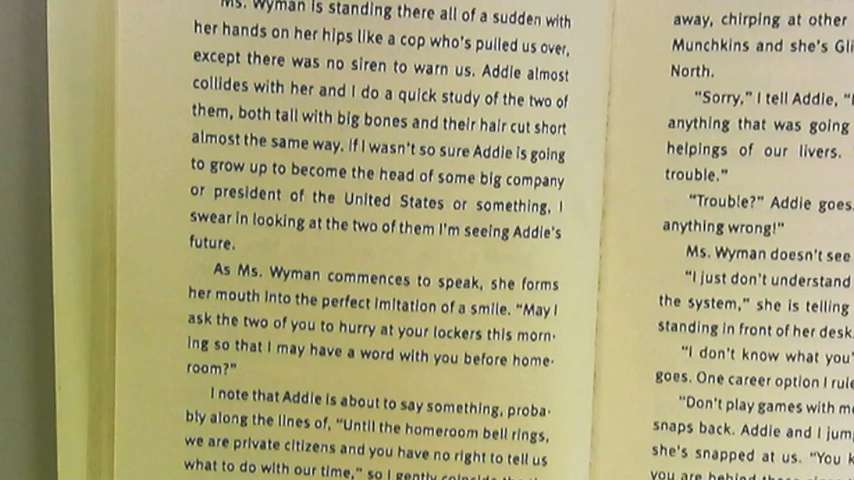 Ms. Wyman is standing there all of a sudden with
her hands on her hips like a cop who's pulled us over,
except there was no siren to warn us. Addie almost
collides with her and I do a quick study of the two of
them, both tall with big bones and their hair cut short
almost the same way. If I wasn't so sure Addie is going
to grow up to become the head of some big company
or president of the United States or something, I
swear in looking at the two of them I'm seeing Addie's
future.
As Ms. Wyman commences to speak, she forms
her mouth into the perfect imitation of a smile. "May I
ask the two of you to hurry at your lockers this morn-
ing so that I may have a word with you before home-
room?"
I note that Addie is about to say something, proba-
bly along the lines of, "Until the homeroom bell rings,
we are private citizens and you have no right to tell us
what to do with our time," so I gently
away, chirping at other
Munchkins and she's
North.
"Sorry," I tell Addie,
anything that was going
helpings of our livers.
trouble."
"Trouble?" Addie goes.
anything wrong!"
Ms. Wyman doesn't see
"I just don't understand
the system," she is telling
standing in front of her desk.
"I don't know what
goes. One career option I
"Don't play games with
snaps back. Addie and I
she's snapped at us. "You
you are behind